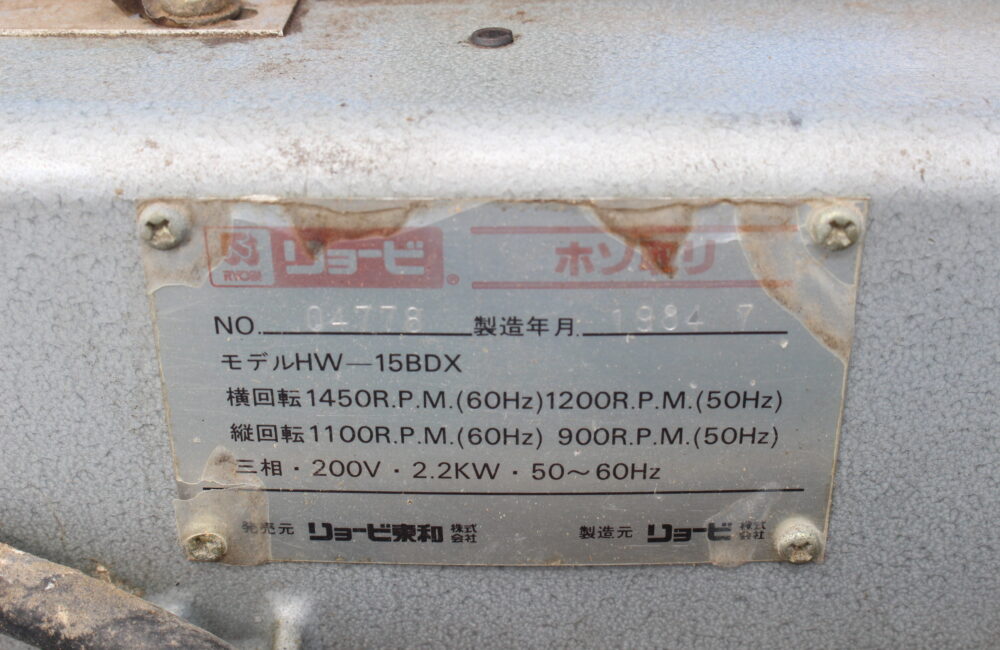 RYOBI リョービ® ホソ取リ
NO. 04778 製造年月 1984 7
モデルHW—15BDX
横回転1450R.P.M.(60Hz)1200R.P.M.(50Hz)
縦回転1100R.P.M.(60Hz) 900R.P.M.(50Hz)
三相・200V・2.2KW・50～60Hz
発売元 リョービ東和 株式会社 製造元 リョービ 株式会社